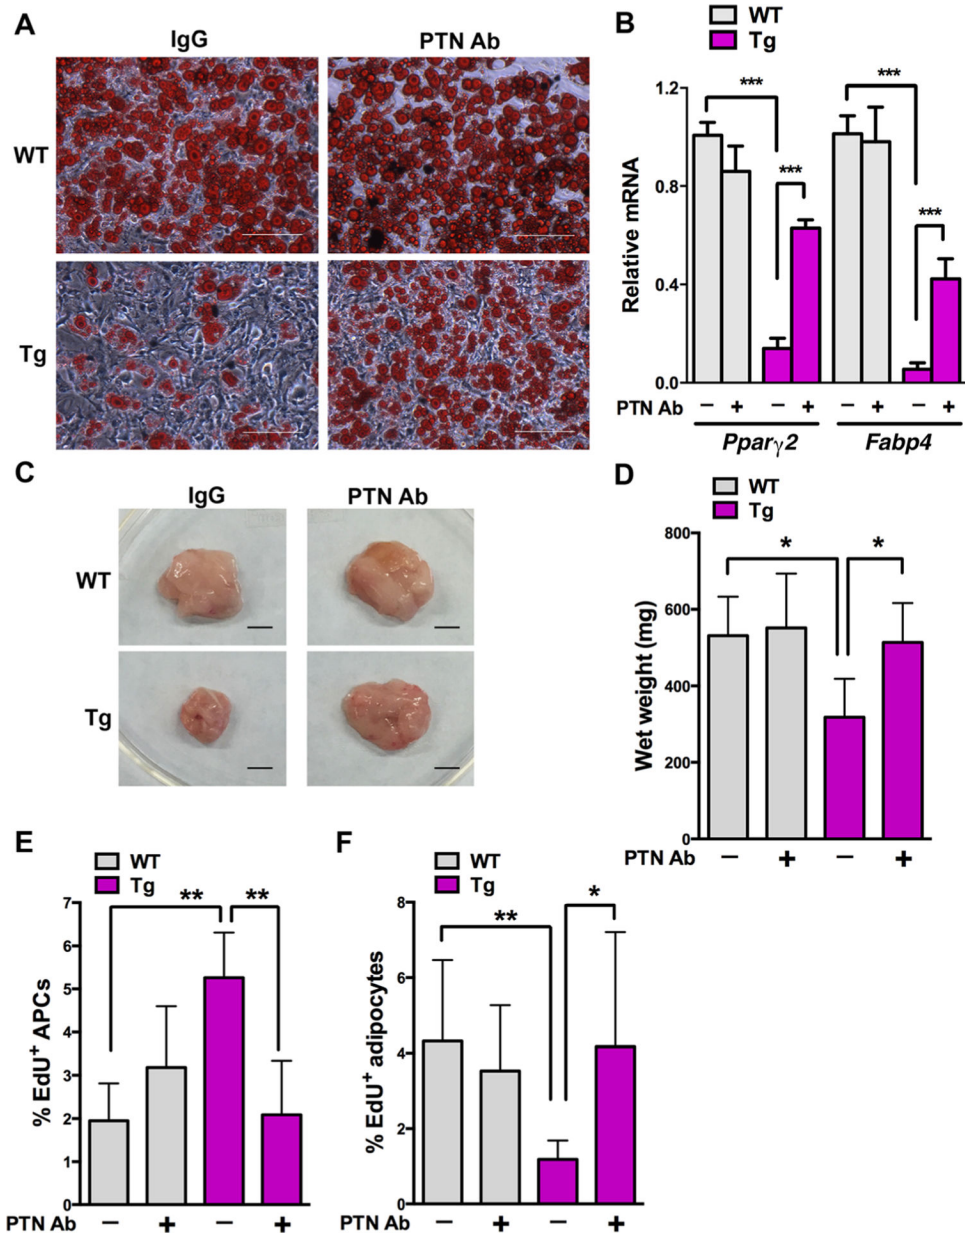 A
IgG
PTN Ab
WT
Tg
B
WT
Tg
***
***
***
***
Relative mRNA
1.2
0.8
0.4
0.0
PTN Ab
− + − + − + − +
Pparγ2
Fabp4
C
IgG
PTN Ab
WT
Tg
D
WT
Tg
*
*
Wet weight (mg)
800
600
400
200
0
PTN Ab − + − +
E
WT
Tg
**
**
% EdU+ APCs
7
6
5
4
3
2
1
0
PTN Ab − + − +
F
WT
Tg
**
*
% EdU+ adipocytes
8
6
4
2
0
PTN Ab − + − +